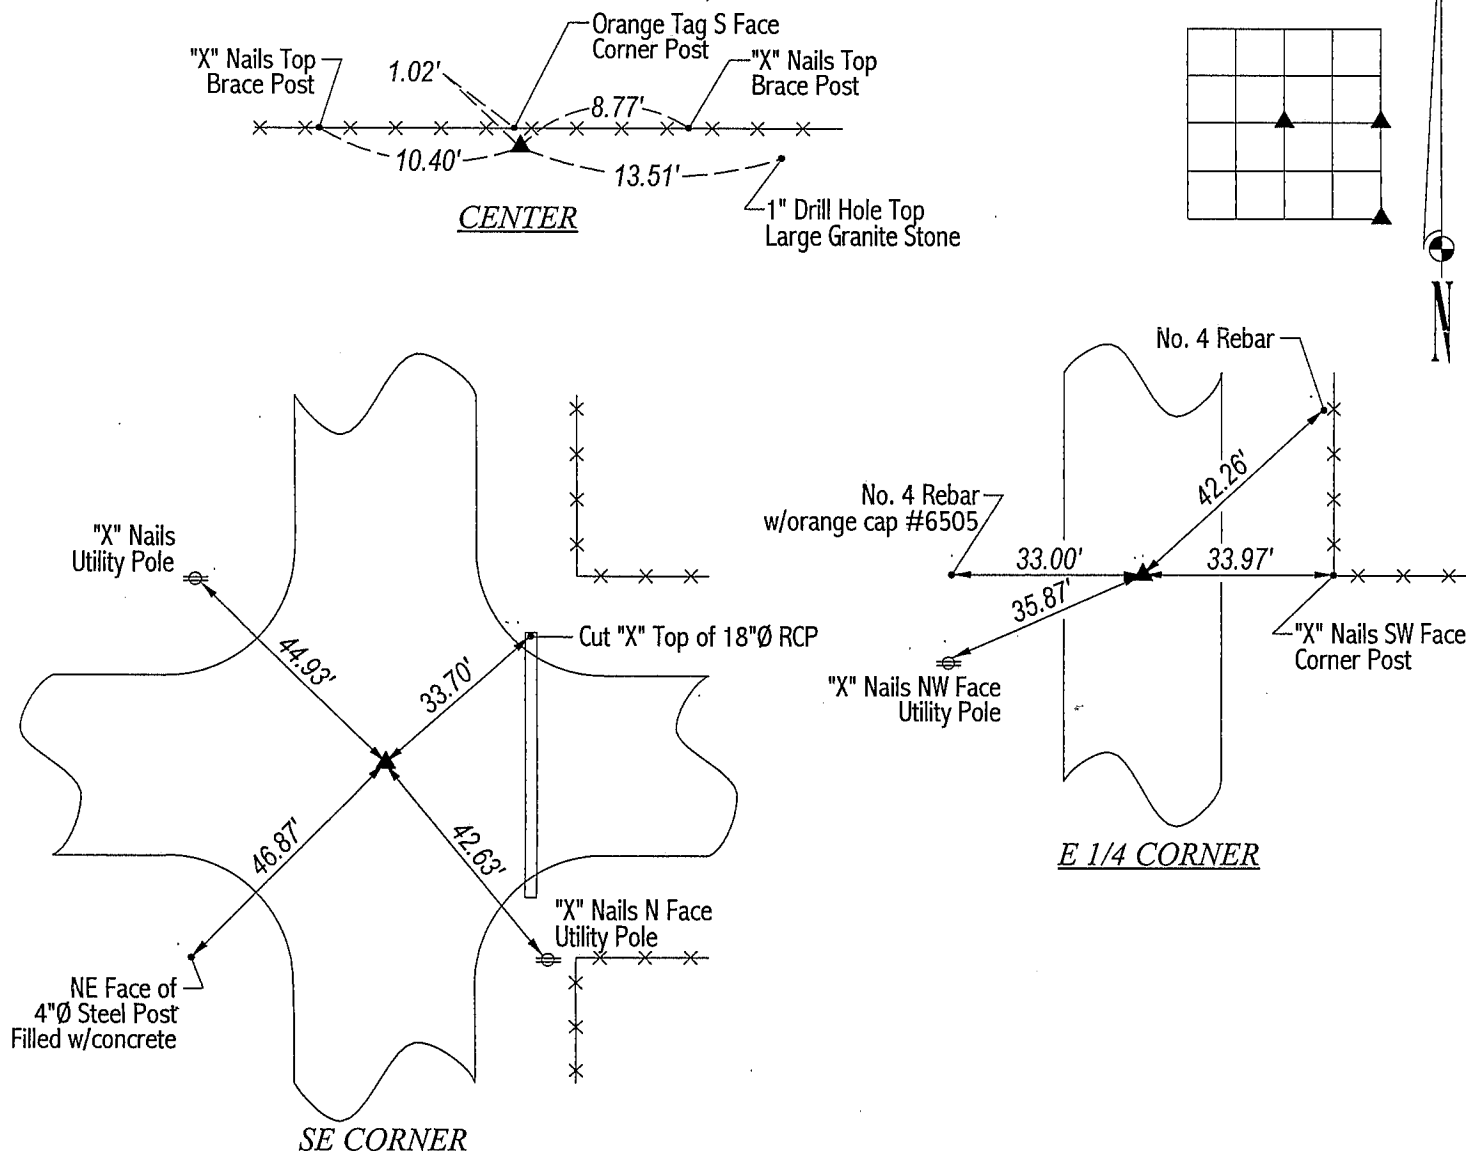 Orange Tag S Face
Corner Post
"X" Nails Top
Brace Post
1.02'
"X" Nails Top
Brace Post
8.77'
10.40'
13.51'
CENTER
1" Drill Hole Top
Large Granite Stone
N
No. 4 Rebar
42.26'
No. 4 Rebar
w/orange cap #6505
33.00'
33.97'
35.87'
"X" Nails SW Face
Corner Post
"X" Nails NW Face
Utility Pole
E 1/4 CORNER
"X" Nails
Utility Pole
Cut "X" Top of 18"Ø RCP
44.93'
33.70'
46.87'
42.63'
"X" Nails N Face
Utility Pole
NE Face of
4"Ø Steel Post
Filled w/concrete
SE CORNER